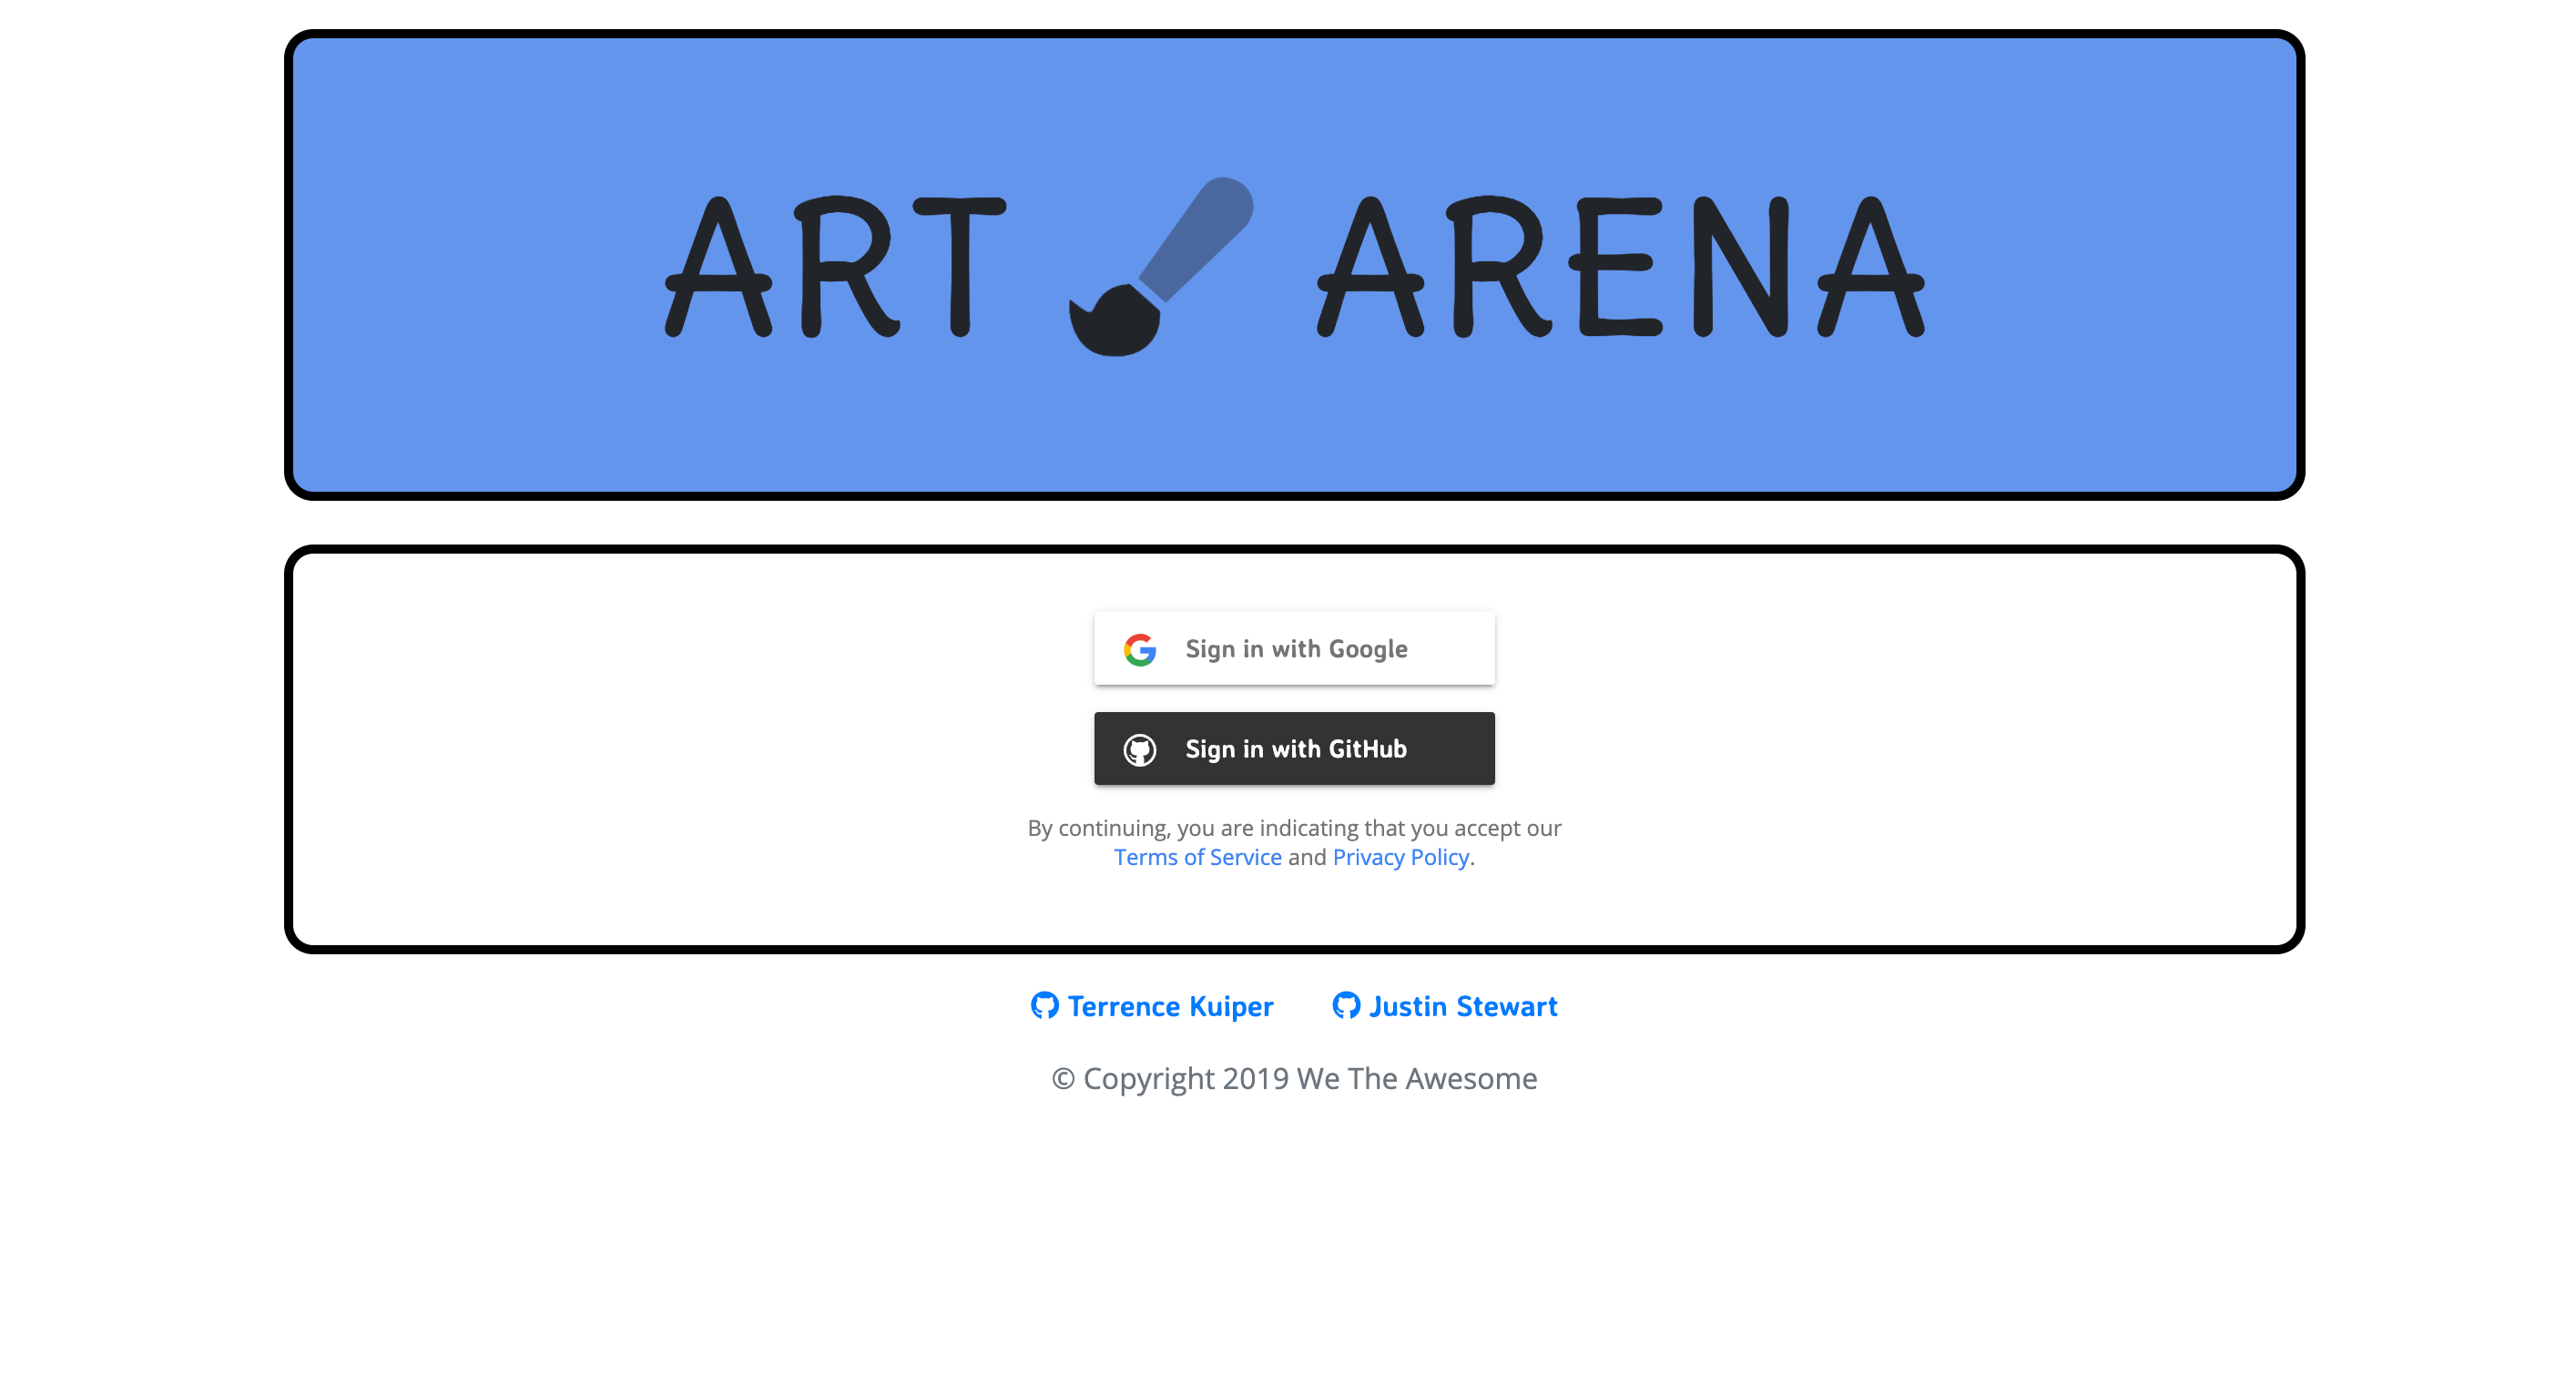 ART ARENA
Sign in with Google
Sign in with GitHub
By continuing, you are indicating that you accept our
Terms of Service and Privacy Policy.
Terrence Kuiper Justin Stewart
© Copyright 2019 We The Awesome